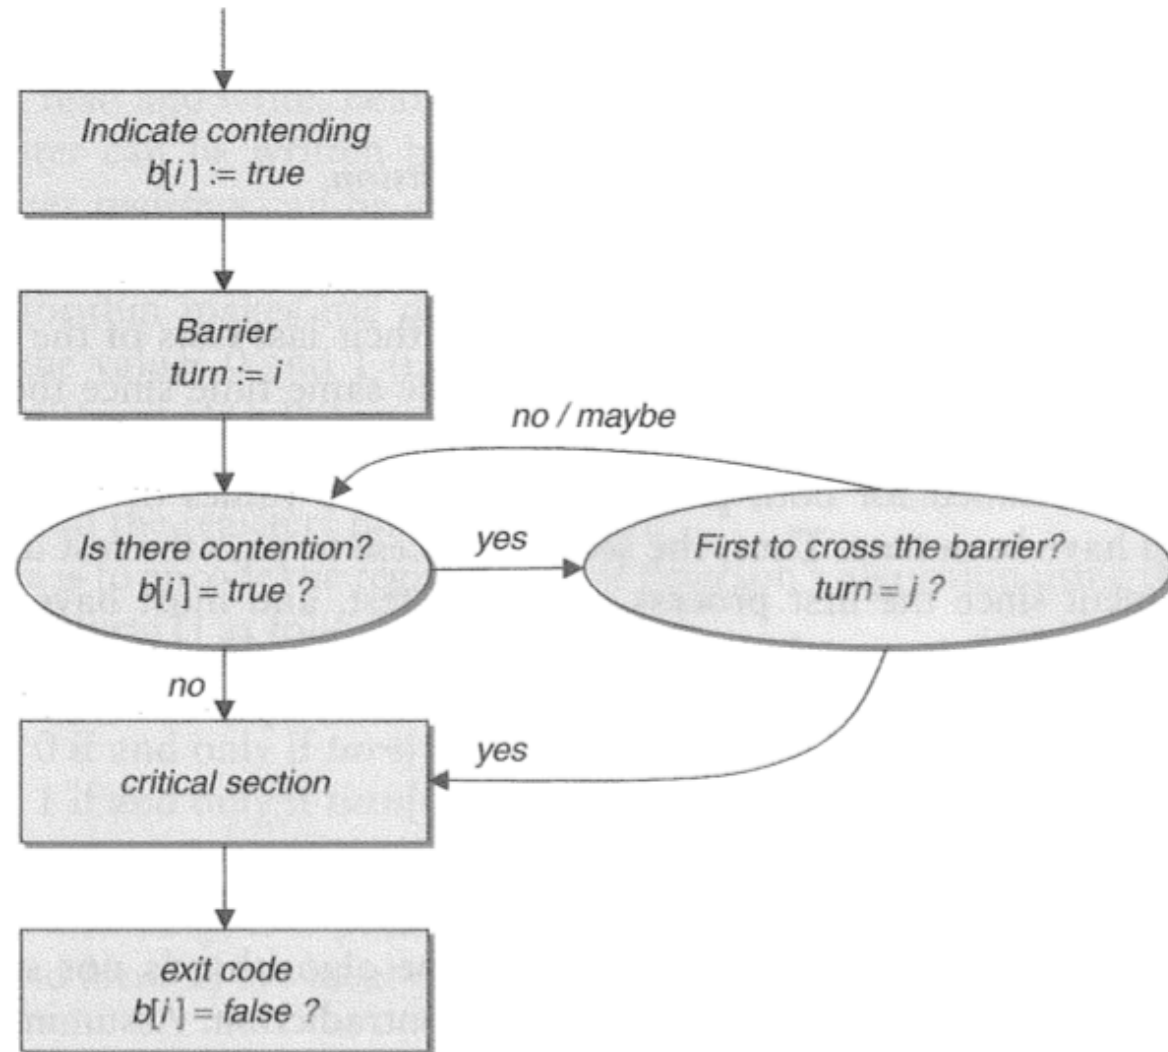 Indicate contending
b[i] := true
Barrier
turn := i
no / maybe
Is there contention?
b[i] = true ?
yes
First to cross the barrier?
turn = j ?
no
critical section
yes
exit code
b[i] = false ?